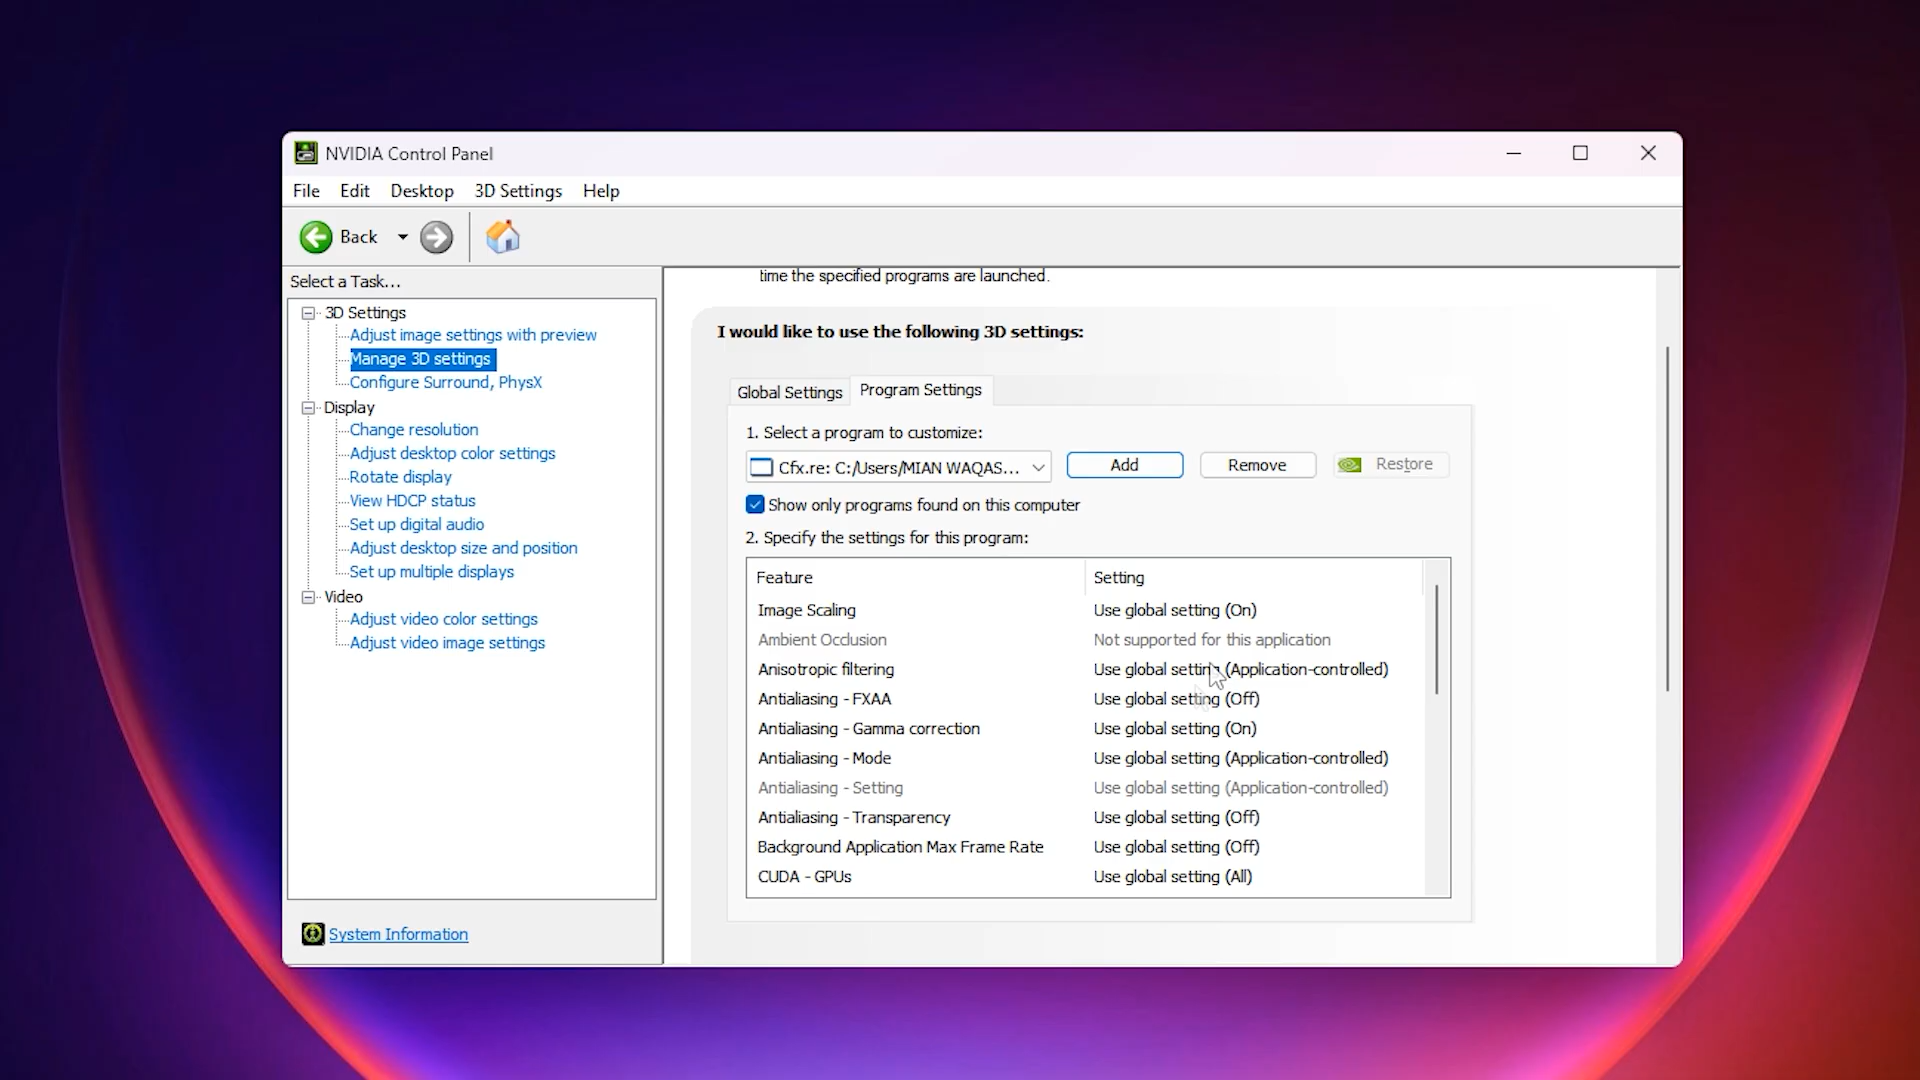 NVIDIA Control Panel
File Edit Desktop 3D Settings Help
Back
Select a Task...
3D Settings
Adjust image settings with preview
Manage 3D settings
Configure Surround, PhysX
Display
Change resolution
Adjust desktop color settings
Rotate display
View HDCP status
Set up digital audio
Adjust desktop size and position
Set up multiple displays
Video
Adjust video color settings
Adjust video image settings
System Information
time the specified programs are launched.
I would like to use the following 3D settings:
Global Settings Program Settings
1. Select a program to customize:
Cfx.re: C:/Users/MIAN WAQAS... Add Remove Restore
Show only programs found on this computer
2. Specify the settings for this program:
Feature Setting
Image Scaling Use global setting (On)
Ambient Occlusion Not supported for this application
Anisotropic filtering Use global setting (Application-controlled)
Antialiasing - FXAA Use global setting (Off)
Antialiasing - Gamma correction Use global setting (On)
Antialiasing - Mode Use global setting (Application-controlled)
Antialiasing - Setting Use global setting (Application-controlled)
Antialiasing - Transparency Use global setting (Off)
Background Application Max Frame Rate Use global setting (Off)
CUDA - GPUs Use global setting (All)